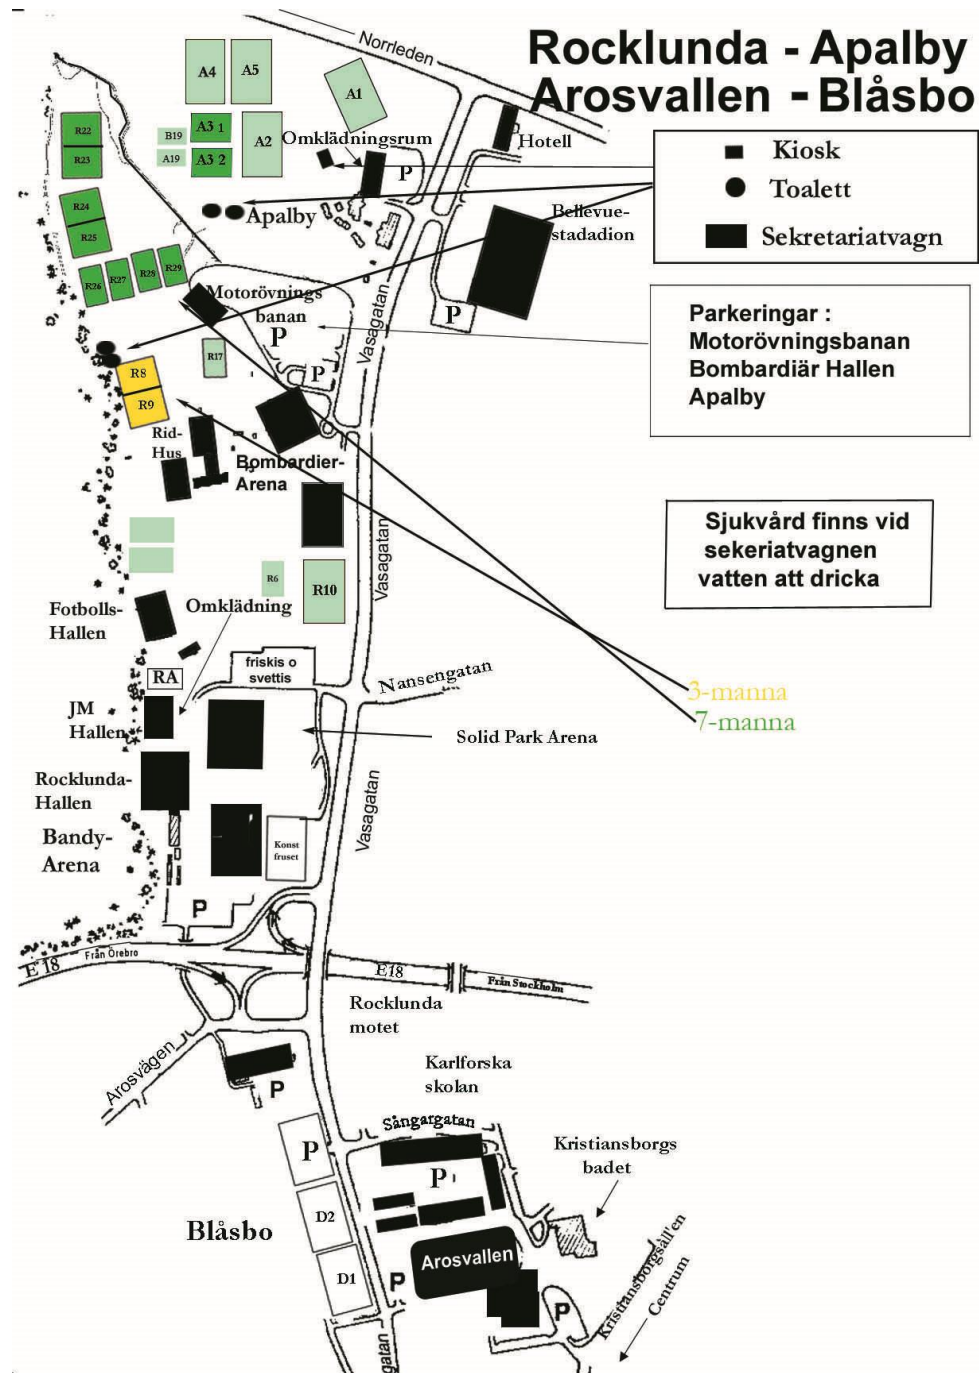 Rocklunda - Apalby
Arosvallen - Blåsbo
Norrleden
A4
A5
A1
R22
R23
B19
A19
A3 1
A3 2
A2
Omklädningsrum
P
Hotell
Kiosk
Toalett
Sekretariatvagn
R24
R25
Apalby
Bellevue-
stadadion
R26
R27
R28
R29
Motorövnings
banan
P
P
Vasagatan
P
Parkeringar :
Motorövningsbanan
Bombardiär Hallen
Apalby
R17
R8
R9
Rid-
Hus
Bombardier-
Arena
Vasagatan
Sjukvård finns vid
sekeriatvagnen
vatten att dricka
R6
R10
Fotbolls-
Hallen
Omklädning
friskis o
svettis
Nansengatan
RA
3-manna
7-manna
JM
Hallen
Solid Park Arena
Rocklunda-
Hallen
Vasagatan
Bandy-
Arena
Konst
fruset
P
E18
Från Örebro
E18
Från Stockholm
Rocklunda
motet
Arosvägen
Karlforska
skolan
P
Sångargatan
P
P
Kristiansborgs
badet
D2
Blåsbo
D1
P
Arosvallen
P
Kristiansborgsall'en
Centrum
gatan